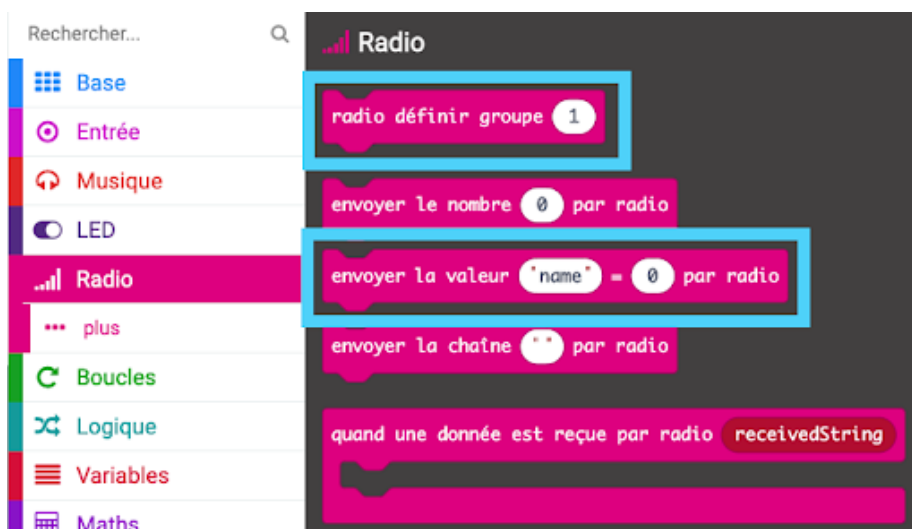 Rechercher...
Base
Entrée
Musique
LED
Radio
plus
Boucles
Logique
Variables
Maths
Radio
radio définir groupe 1
envoyer le nombre 0 par radio
envoyer la valeur "name" = 0 par radio
envoyer la chaîne " " par radio
quand une donnée est reçue par radio receivedString